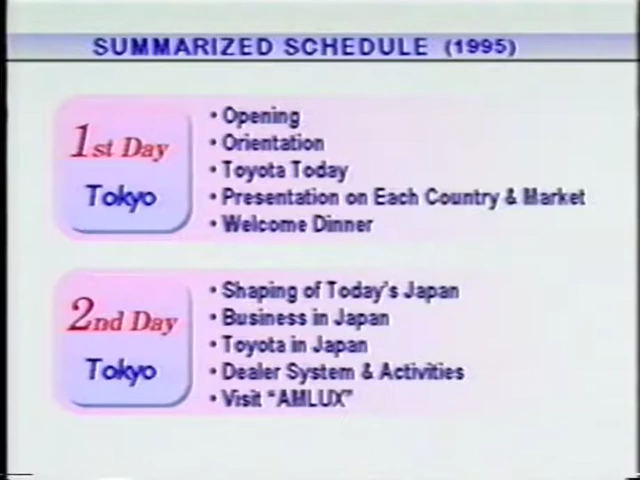 SUMMARIZED SCHEDULE (1995)
1st Day
Tokyo
• Opening
• Orientation
• Toyota Today
• Presentation on Each Country & Market
• Welcome Dinner
2nd Day
Tokyo
• Shaping of Today's Japan
• Business in Japan
• Toyota in Japan
• Dealer System & Activities
• Visit "AMLUX"